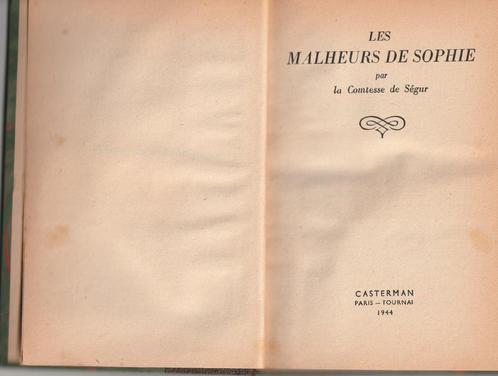 LES
MALHEURS DE SOPHIE
par
la Comtesse de Ségur
CASTERMAN
PARIS — TOURNAI
1944